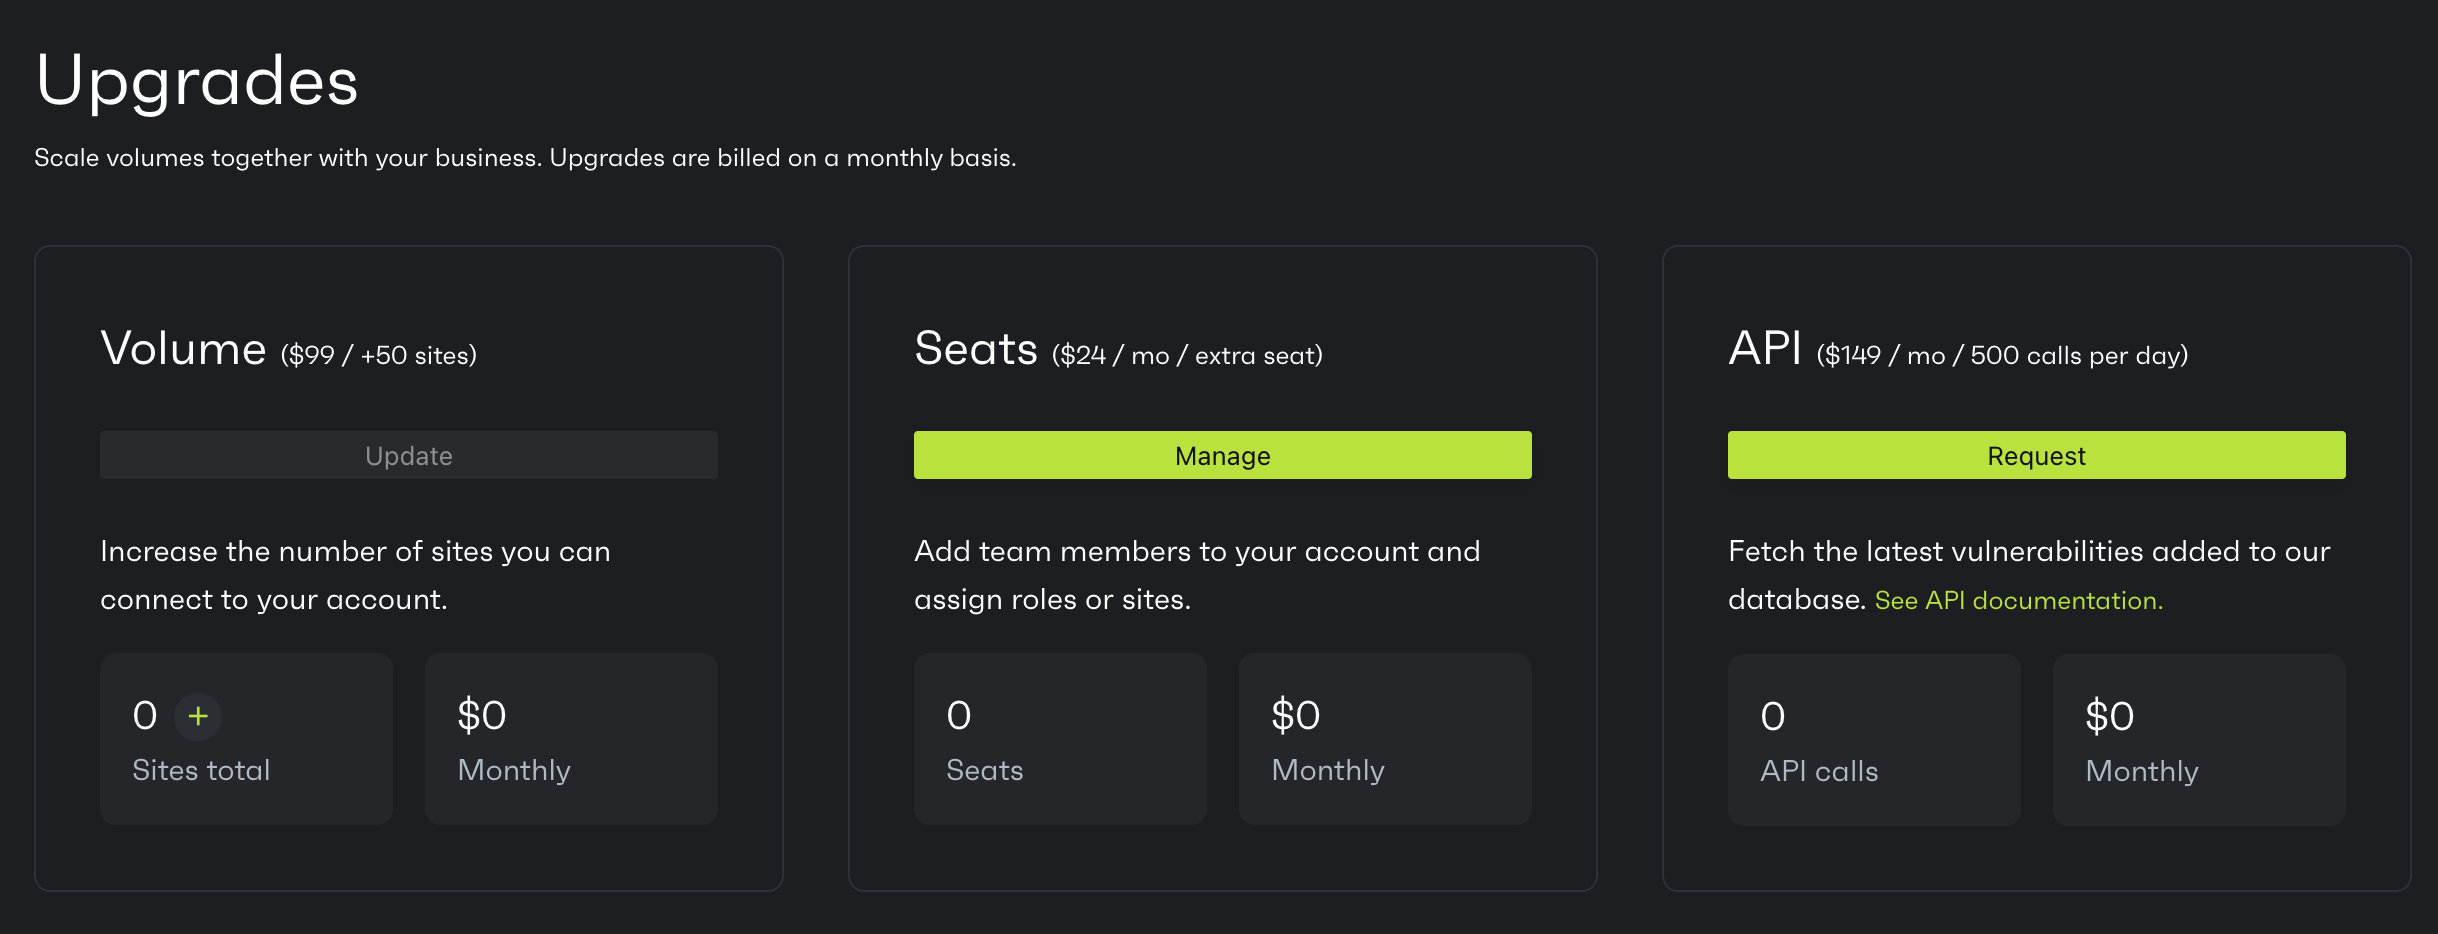 Upgrades
Scale volumes together with your business. Upgrades are billed on a monthly basis.
Volume ($99 / +50 sites)
Update
Increase the number of sites you can
connect to your account.
0 +
Sites total
$0
Monthly
Seats ($24 / mo / extra seat)
Manage
Add team members to your account and
assign roles or sites.
0
Seats
$0
Monthly
API ($149 / mo / 500 calls per day)
Request
Fetch the latest vulnerabilities added to our
database. See API documentation.
0
API calls
$0
Monthly